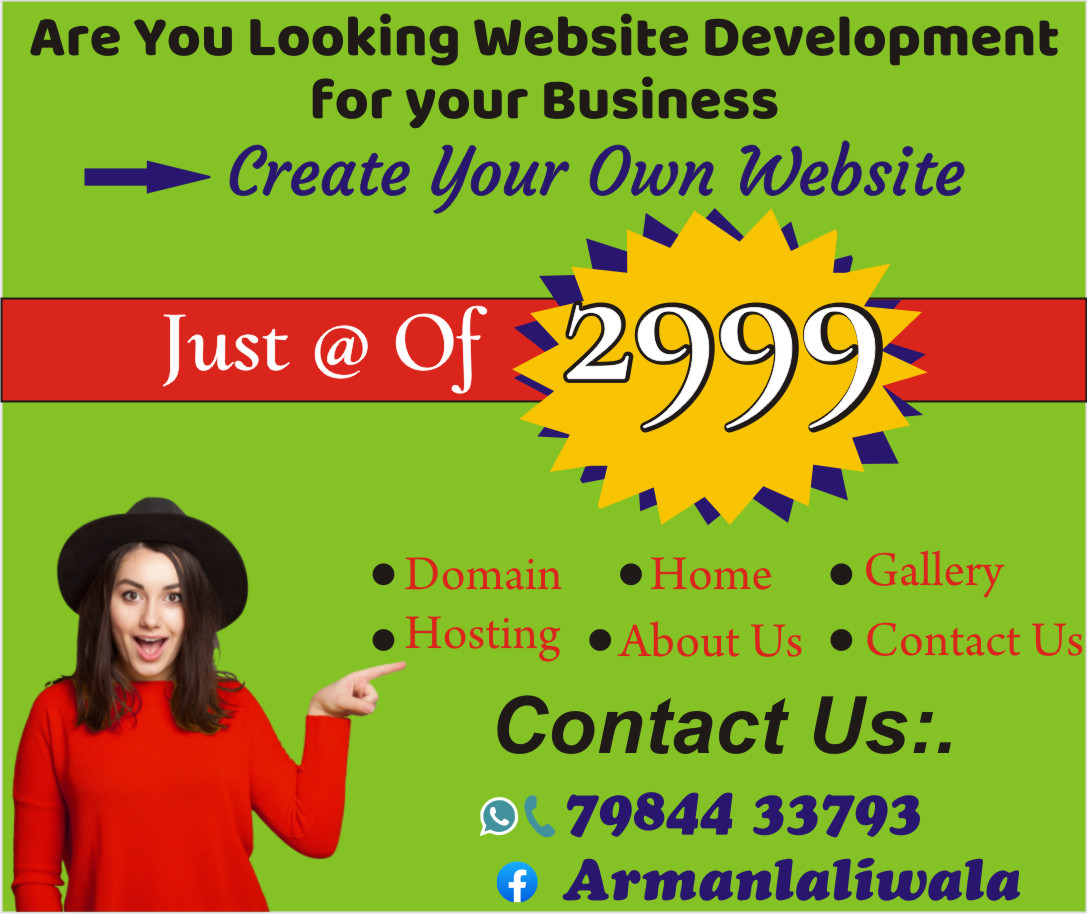 Are You Looking Website Development
for your Business
Create Your Own Website
Just @ Of 2999
Domain Home Gallery
Hosting About Us Contact Us
Contact Us:.
79844 33793
Armanlaliwala